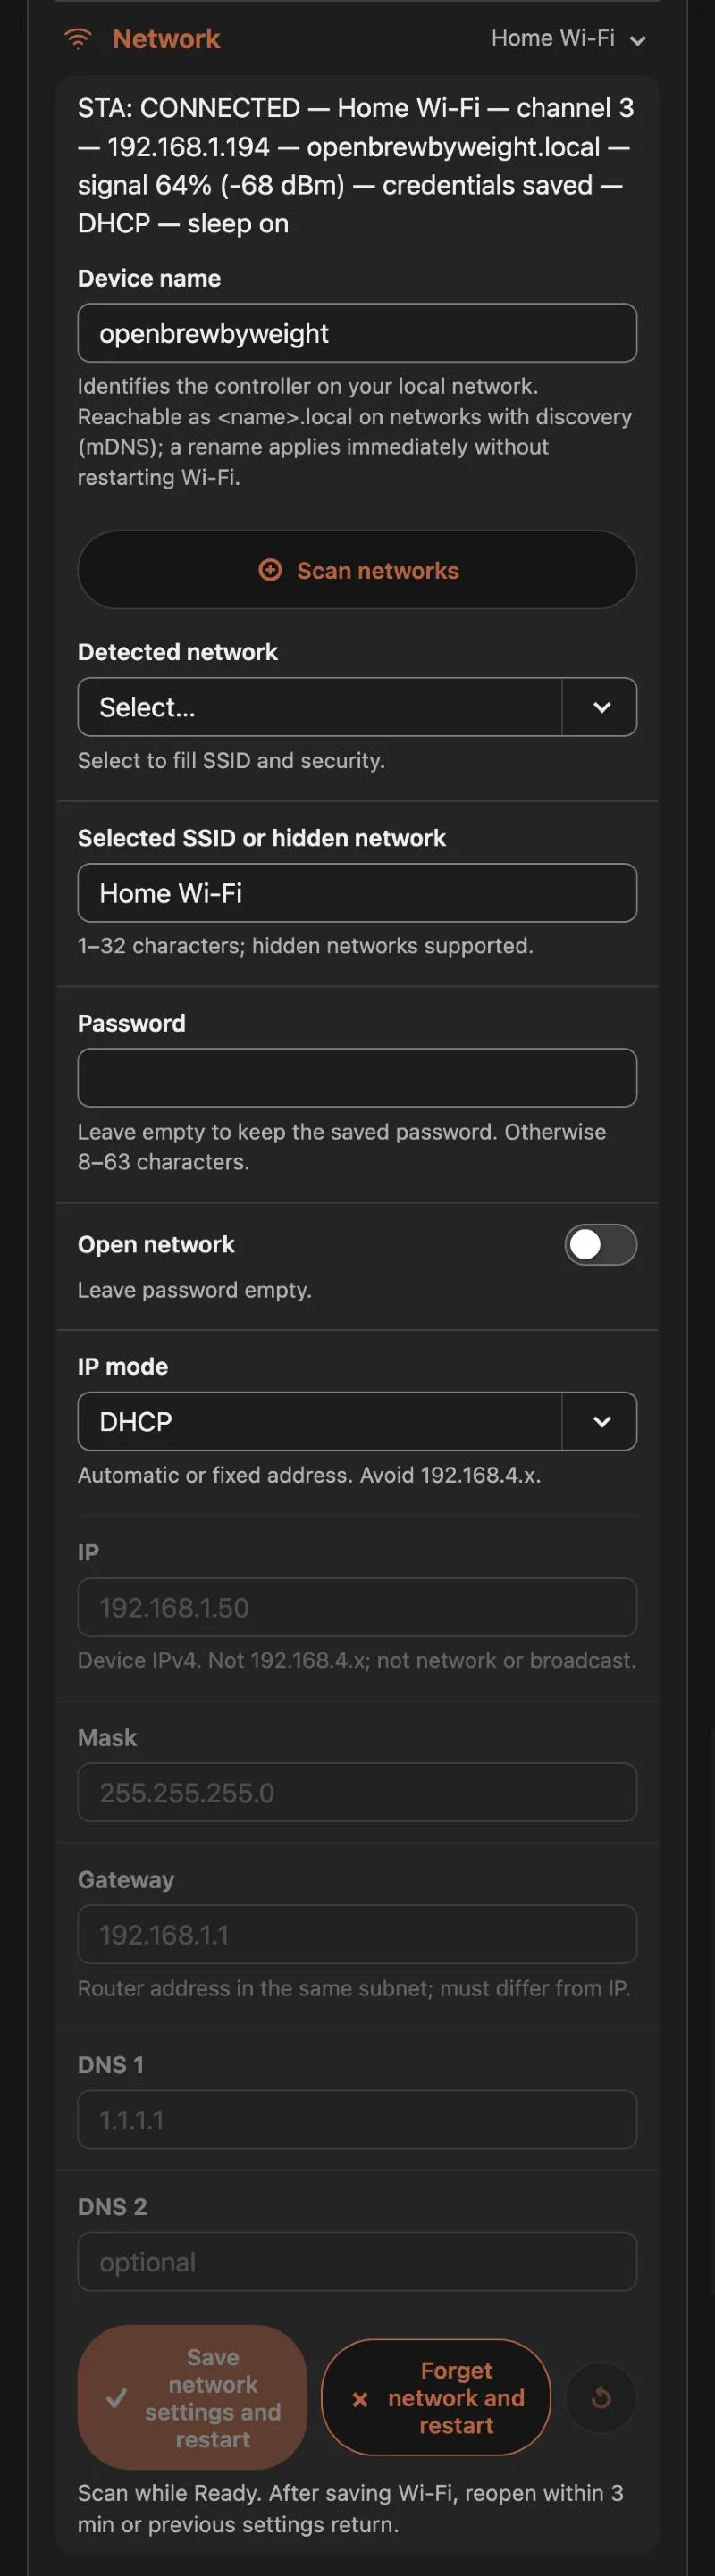 Network
Home Wi-Fi
STA: CONNECTED — Home Wi-Fi — channel 3
— 192.168.1.194 — openbrewbyweight.local —
signal 64% (-68 dBm) — credentials saved —
DHCP — sleep on
Device name
openbrewbyweight
Identifies the controller on your local network.
Reachable as <name>.local on networks with discovery
(mDNS); a rename applies immediately without
restarting Wi-Fi.
Scan networks
Detected network
Select...
Select to fill SSID and security.
Selected SSID or hidden network
Home Wi-Fi
1–32 characters; hidden networks supported.
Password
Leave empty to keep the saved password. Otherwise
8–63 characters.
Open network
Leave password empty.
IP mode
DHCP
Automatic or fixed address. Avoid 192.168.4.x.
IP
192.168.1.50
Device IPv4. Not 192.168.4.x; not network or broadcast.
Mask
255.255.255.0
Gateway
192.168.1.1
Router address in the same subnet; must differ from IP.
DNS 1
1.1.1.1
DNS 2
optional
Save
network
settings and
restart
Forget
network and
restart
Scan while Ready. After saving Wi-Fi, reopen within 3
min or previous settings return.